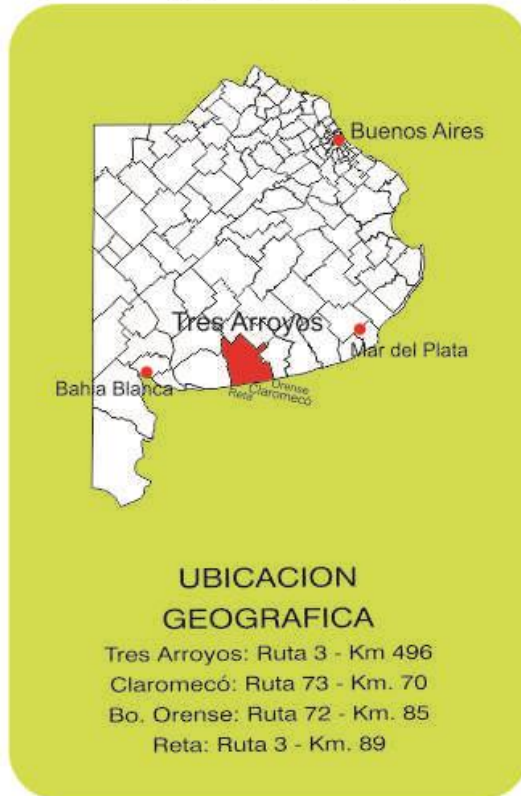 Buenos Aires
Tres Arroyos
Mar del Plata
Bahía Blanca
Orense
Claromecó
Reta
UBICACION
GEOGRAFICA
Tres Arroyos: Ruta 3 - Km 496
Claromecó: Ruta 73 - Km. 70
Bo. Orense: Ruta 72 - Km. 85
Reta: Ruta 3 - Km. 89